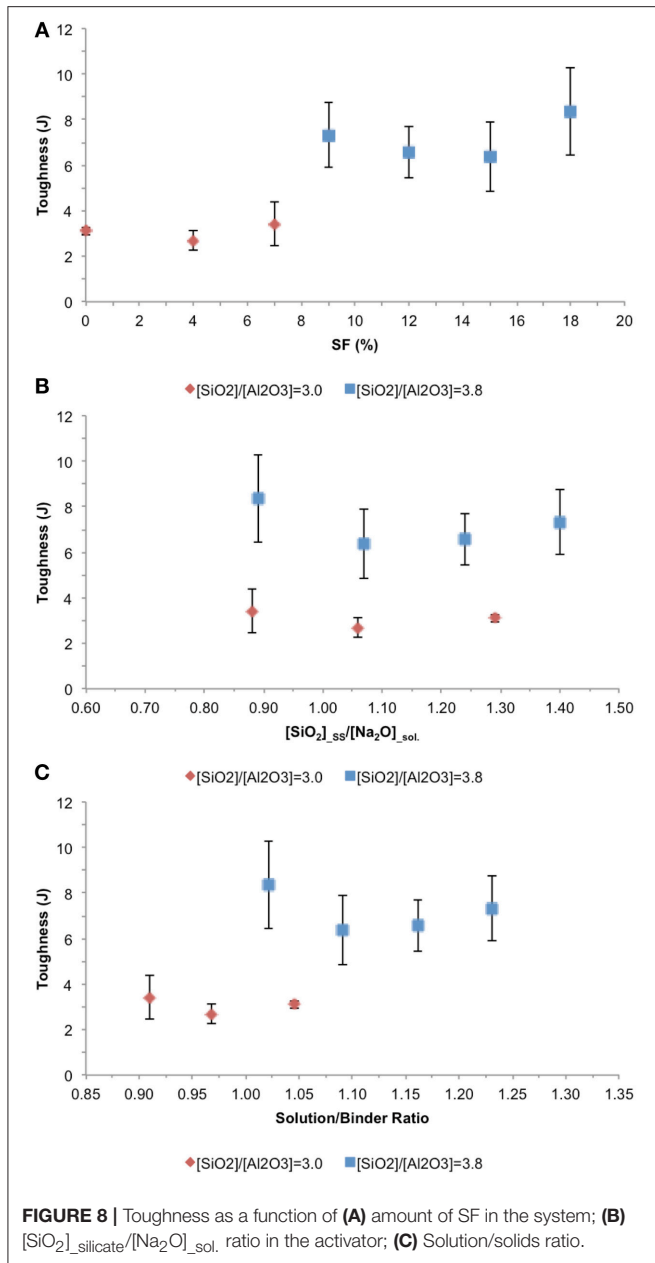 A
Toughness (J)
12
10
8
6
4
2
0
0 2 4 6 8 10 12 14 16 18 20
SF (%)
[SiO2]/[Al2O3]=3.0 [SiO2]/[Al2O3]=3.8
B
Toughness (J)
12
10
8
6
4
2
0
0.60 0.70 0.80 0.90 1.00 1.10 1.20 1.30 1.40 1.50
[SiO₂]_SS/[Na₂O]_sol.
[SiO2]/[Al2O3]=3.0 [SiO2]/[Al2O3]=3.8
C
Toughness (J)
12
10
8
6
4
2
0
0.85 0.90 0.95 1.00 1.05 1.10 1.15 1.20 1.25 1.30 1.35
Solution/Binder Ratio
[SiO2]/[Al2O3]=3.0 [SiO2]/[Al2O3]=3.8
FIGURE 8 | Toughness as a function of (A) amount of SF in the system; (B)
[SiO₂]_silicate/[Na₂O]_sol. ratio in the activator; (C) Solution/solids ratio.